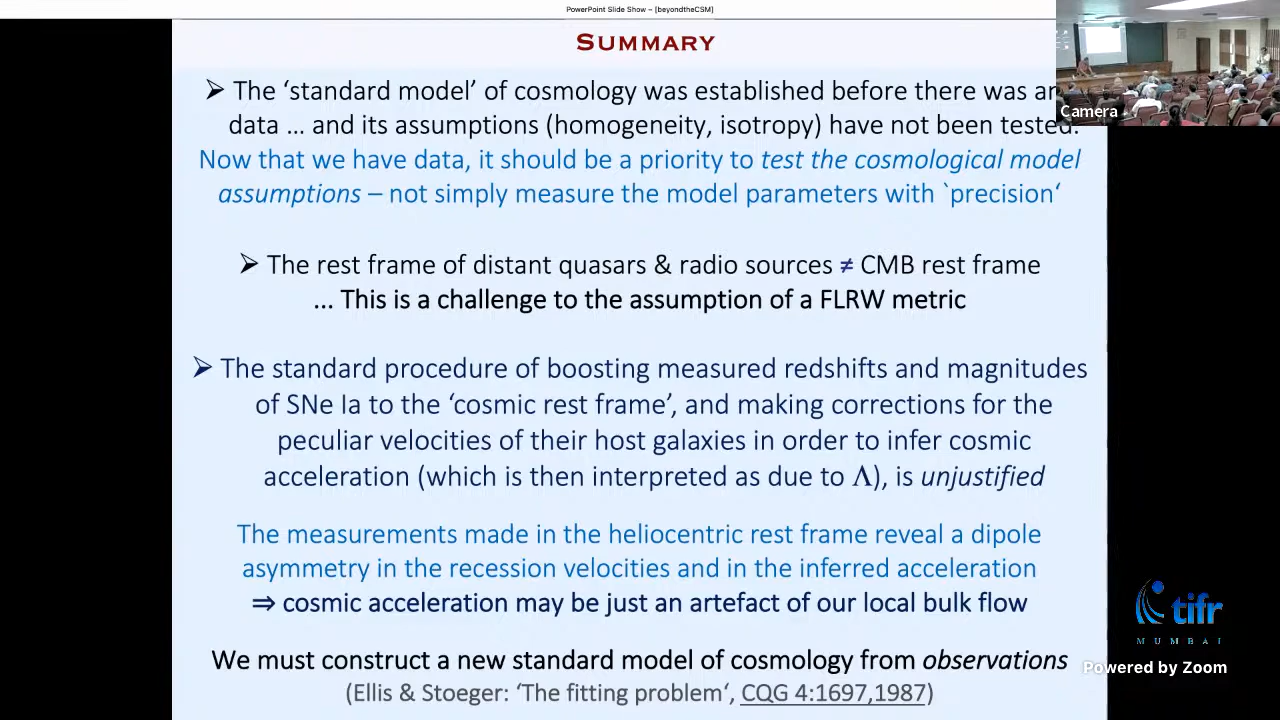 PowerPoint Slide Show – [beyondtheCSM]
SUMMARY
➢ The ‘standard model’ of cosmology was established before there was
data … and its assumptions (homogeneity, isotropy) have not been tested.
Now that we have data, it should be a priority to test the cosmological model
assumptions – not simply measure the model parameters with `precision‘
➢ The rest frame of distant quasars & radio sources ≠ CMB rest frame
... This is a challenge to the assumption of a FLRW metric
➢ The standard procedure of boosting measured redshifts and magnitudes
of SNe Ia to the ‘cosmic rest frame’, and making corrections for the
peculiar velocities of their host galaxies in order to infer cosmic
acceleration (which is then interpreted as due to Λ), is unjustified
The measurements made in the heliocentric rest frame reveal a dipole
asymmetry in the recession velocities and in the inferred acceleration
⇒ cosmic acceleration may be just an artefact of our local bulk flow
We must construct a new standard model of cosmology from observations
(Ellis & Stoeger: ‘The fitting problem‘, CQG 4:1697,1987)
Camera
tifr
MUMBAI
Powered by Zoom